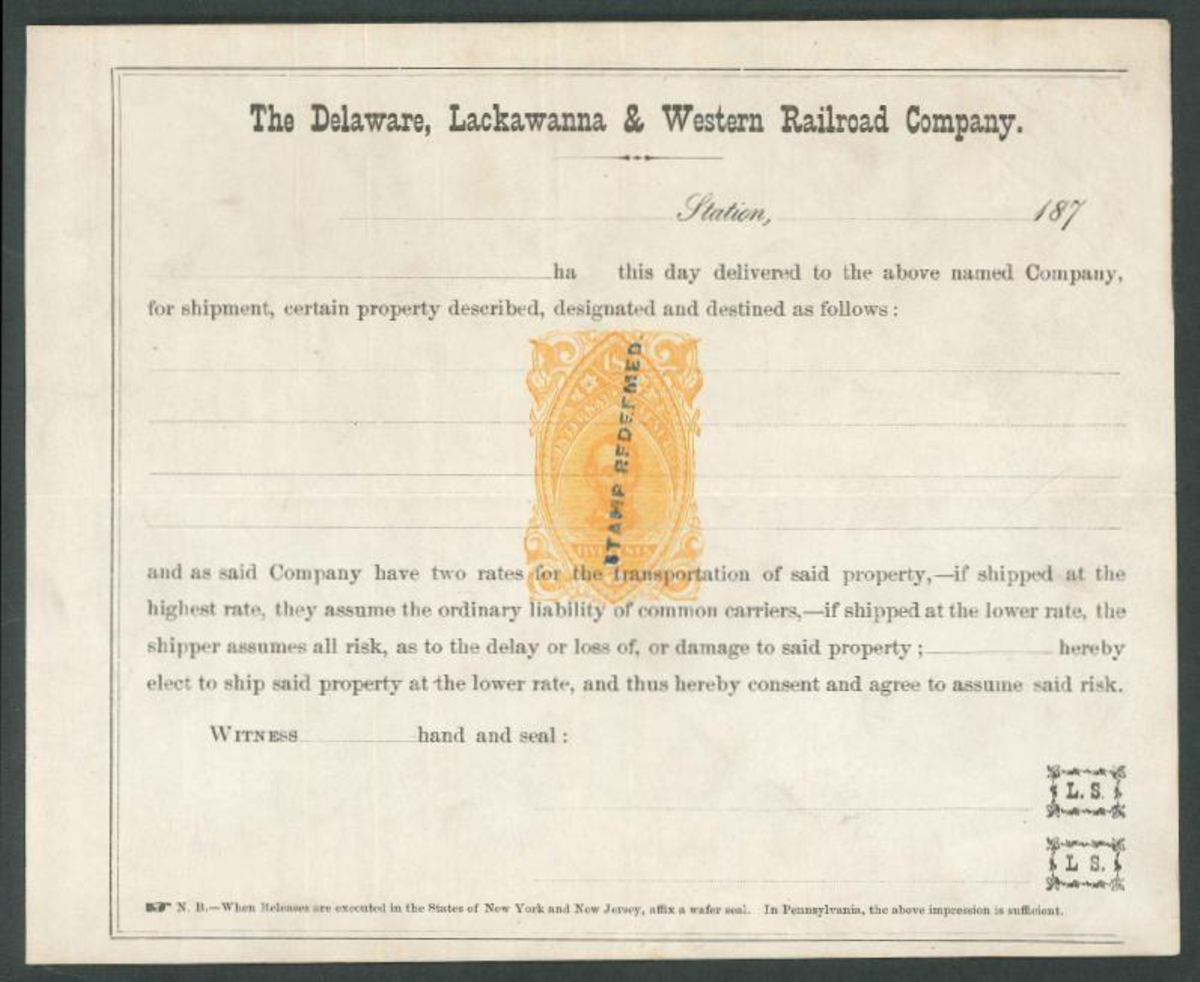 The Delaware, Lackawanna & Western Railroad Company.
Station, 187
ha this day delivered to the above named Company,
for shipment, certain property described, designated and destined as follows:
STAMP REDEEMED
and as said Company have two rates for the transportation of said property,—if shipped at the
highest rate, they assume the ordinary liability of common carriers,—if shipped at the lower rate, the
shipper assumes all risk, as to the delay or loss of, or damage to said property; hereby
elect to ship said property at the lower rate, and thus hereby consent and agree to assume said risk.
WITNESS hand and seal:
L. S.
L S.
N. B.—When Releases are executed in the States of New York and New Jersey, affix a wafer seal. In Pennsylvania, the above impression is sufficient.